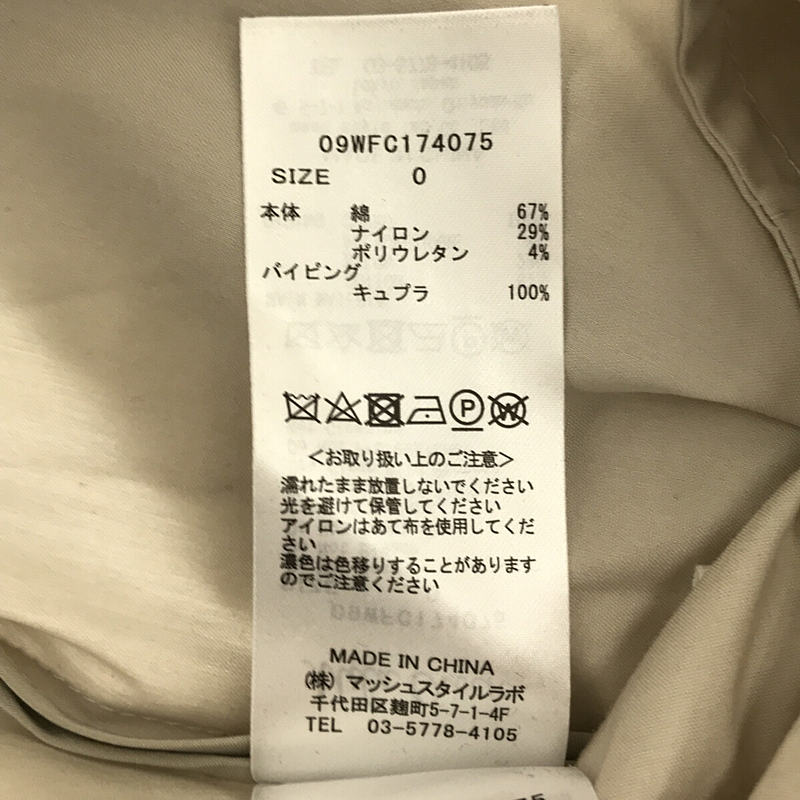 09WFC174075
SIZE 0
本体 綿 67%
ナイロン 29%
ポリウレタン 4%
パイピング
キュプラ 100%
P W
＜お取り扱い上のご注意＞
濡れたまま放置しないでください
光を避けて保管してください
アイロンはあて布を使用してくだ
さい
濃色は色移りすることがあります
のでご注意ください
MADE IN CHINA
(株) マッシュスタイルラボ
千代田区麹町5-7-1-4F
TEL 03-5778-4105